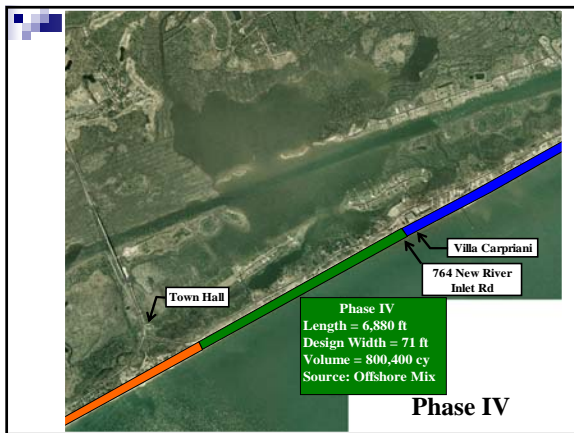 Villa Carpriani
764 New River
Inlet Rd
Town Hall
Phase IV
Length = 6,880 ft
Design Width = 71 ft
Volume = 800,400 cy
Source: Offshore Mix
Phase IV